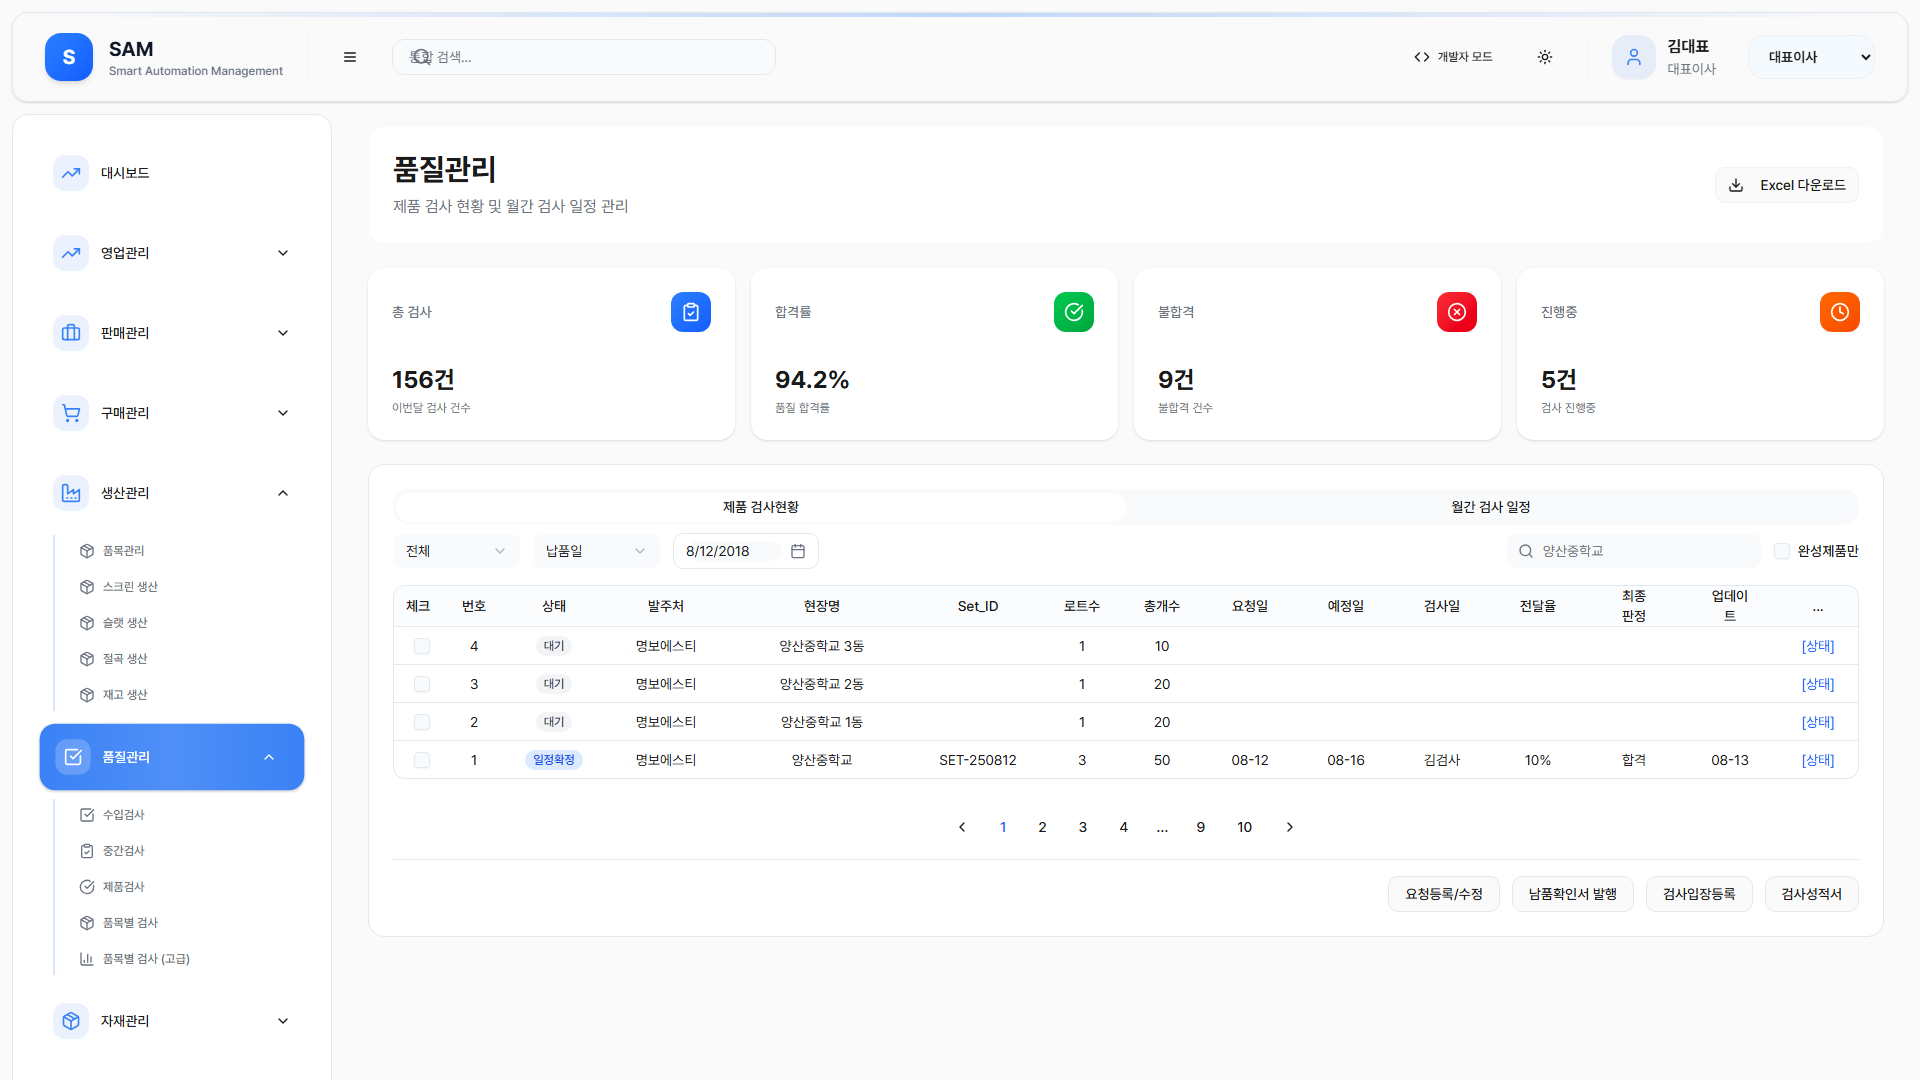 S
SAM
Smart Automation Management
통합 검색...
개발자 모드
김대표
대표이사
대표이사
대시보드
영업관리
판매관리
구매관리
생산관리
품목관리
스크린 생산
슬랫 생산
절곡 생산
재고 생산
품질관리
수입검사
중간검사
제품검사
품목별 검사
품목별 검사 (고급)
자재관리
품질관리
제품 검사 현황 및 월간 검사 일정 관리
Excel 다운로드
총 검사
156건
이번달 검사 건수
합격률
94.2%
품질 합격률
불합격
9건
불합격 건수
진행중
5건
검사 진행중
제품 검사현황 월간 검사 일정
전체 납품일 8/12/2018 양산중학교 완성제품만
체크 번호 상태 발주처 현장명 Set_ID 로트수 총개수 요청일 예정일 검사일 전달율 최종 판정 업데이트 ...
4 대기 명보에스티 양산중학교 3동 1 10 [상태]
3 대기 명보에스티 양산중학교 2동 1 20 [상태]
2 대기 명보에스티 양산중학교 1동 1 20 [상태]
1 일정확정 명보에스티 양산중학교 SET-250812 3 50 08-12 08-16 김검사 10% 합격 08-13 [상태]
1 2 3 4 ... 9 10
요청등록/수정 납품확인서 발행 검사입장등록 검사성적서